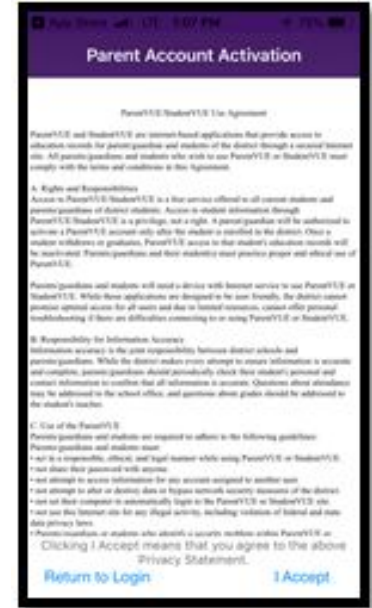 App Store LTE 5:07 PM 71%
Parent Account Activation
ParentVUE/StudentVUE Use Agreement
ParentVUE and StudentVUE are internet-based applications that provide access to
education records for parent/guardian and students of the district through a secured Internet
site. All parents/guardians and students who wish to use ParentVUE or StudentVUE must
comply with the terms and conditions in this Agreement.
A. Rights and Responsibilities
Access to ParentVUE/StudentVUE is a free service offered to all current students and
parents/guardians of district students. Access to student information through
ParentVUE/StudentVUE is a privilege, not a right. A parent/guardian will be authorized to
activate a ParentVUE account only after the student is enrolled in the district. Once a
student withdraws or graduates, ParentVUE access to that student's education records will
be inactivated. Parents/guardians and their student(s) must practice proper and ethical use of
ParentVUE.
Parents/guardians and students will need a device with Internet service to use ParentVUE or
StudentVUE. While these applications are designed to be user friendly, the district cannot
promise optimal access for all users and due to limited resources, cannot offer personal
troubleshooting if there are difficulties connecting to or using ParentVUE or StudentVUE.
B. Responsibility for Information Accuracy
Information accuracy is the joint responsibility between district schools and
parents/guardians. While the district makes every attempt to ensure information is accurate
and complete, parents/guardians should periodically check their student's personal and
contact information to confirm that all information is accurate. Questions about attendance
may be addressed to the school office, and questions about grades should be addressed to
the student's teacher.
C. Use of the ParentVUE
Parents/guardians and students are required to adhere to the following guidelines:
Parents/guardians and students must:
• act in a responsible, ethical, and legal manner while using ParentVUE or StudentVUE.
• not share their password with anyone.
• not attempt to access information for any account assigned to another user.
• not attempt to alter or destroy data or bypass network security measures of the district.
• not set their computer to automatically login to the ParentVUE or StudentVUE site.
• not use this Internet site for any illegal activity, including violation of federal and state
data privacy laws.
• Parents/guardians or students who identify a security problem within ParentVUE or
Clicking I Accept means that you agree to the above
Privacy Statement.
Return to Login
I Accept